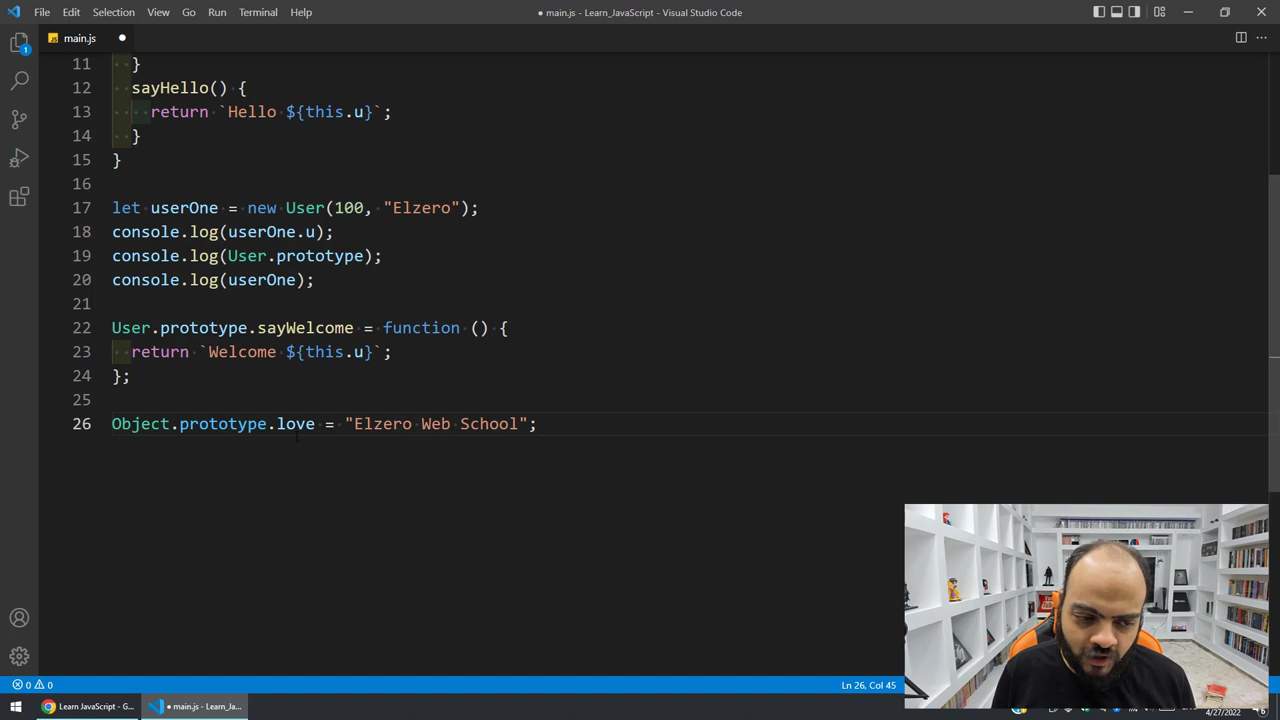 File Edit Selection View Go Run Terminal Help
● main.js - Learn_JavaScript - Visual Studio Code
JS main.js ●
1
11 }
12 sayHello() {
13 return `Hello ${this.u}`;
14 }
15 }
16
17 let userOne = new User(100, "Elzero");
18 console.log(userOne.u);
19 console.log(User.prototype);
20 console.log(userOne);
21
22 User.prototype.sayWelcome = function () {
23 return `Welcome ${this.u}`;
24 };
25
26 Object.prototype.love = "Elzero Web School";
0 0
Ln 26, Col 45
Learn JavaScript - G...
● main.js - Learn_Ja...
4/27/2022